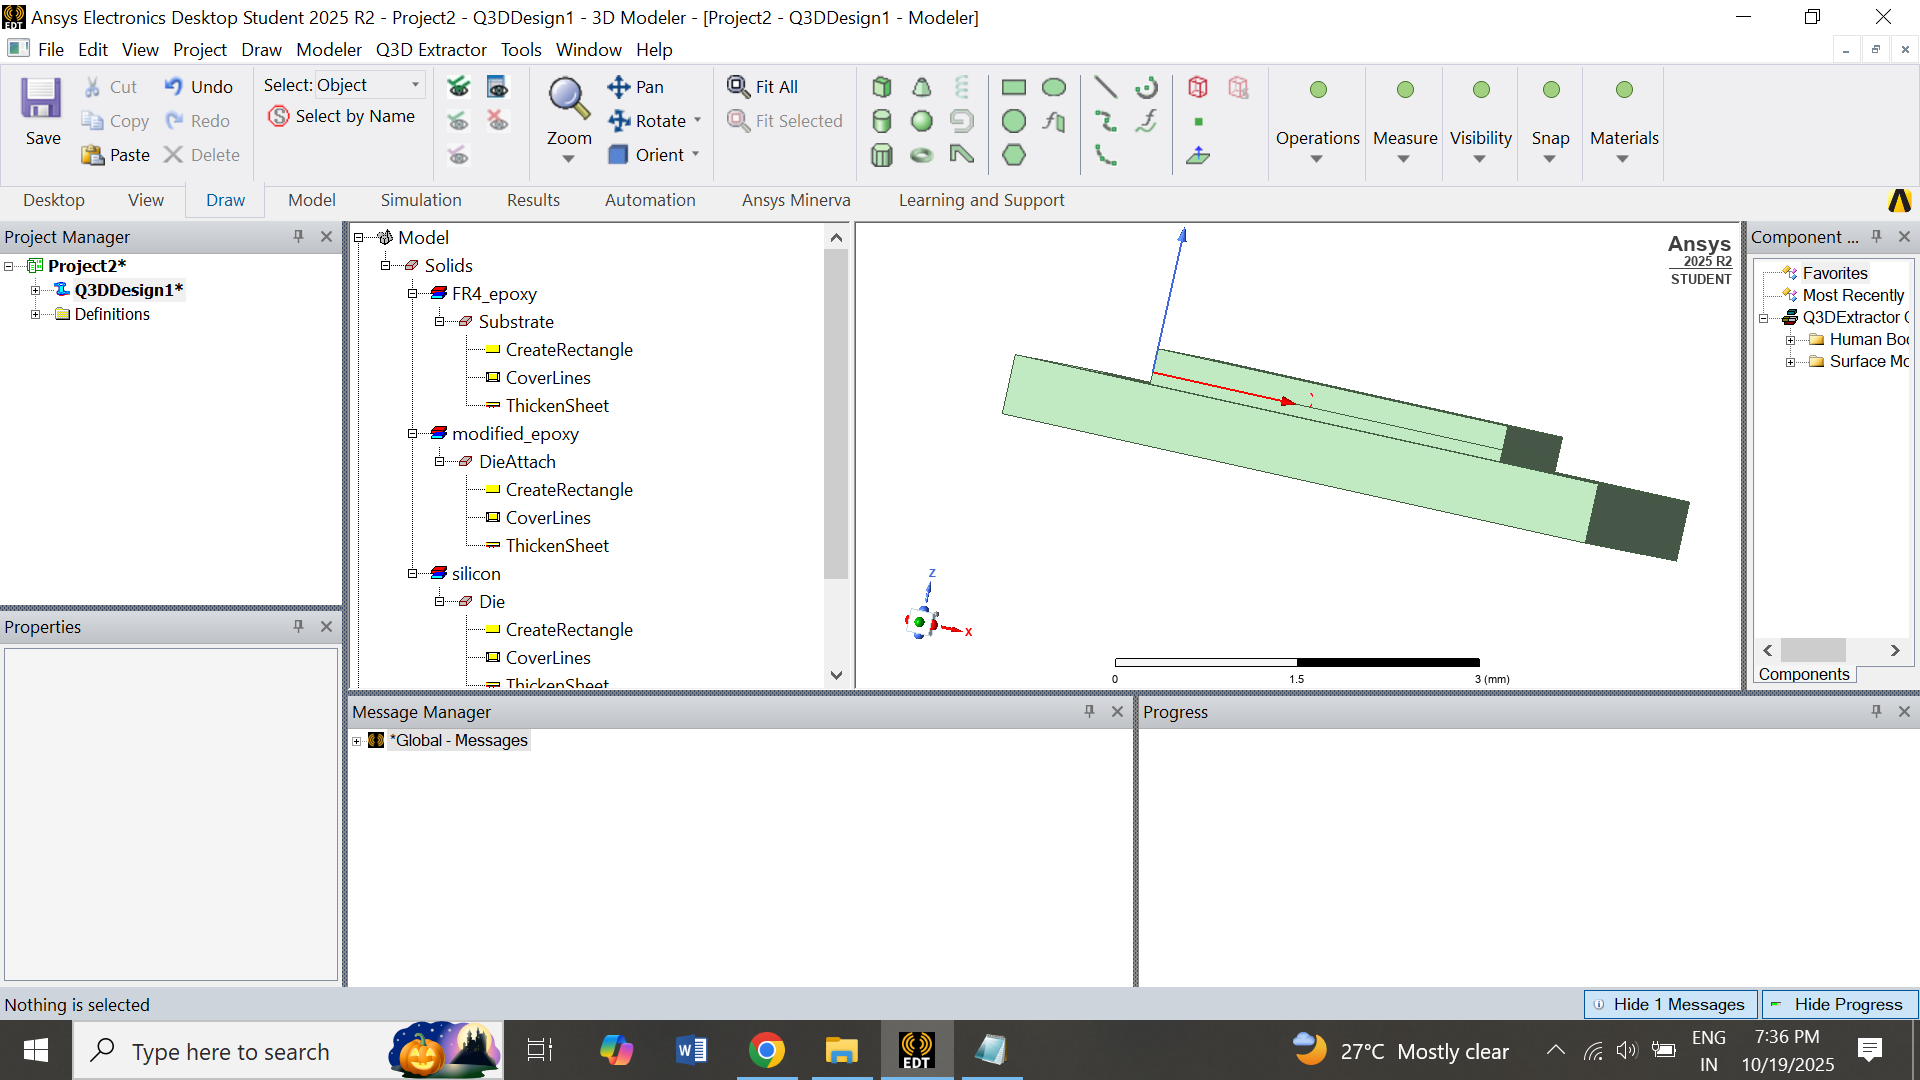 Ansys Electronics Desktop Student 2025 R2 - Project2 - Q3DDesign1 - 3D Modeler - [Project2 - Q3DDesign1 - Modeler]
File Edit View Project Draw Modeler Q3D Extractor Tools Window Help
Save
Cut
Copy
Paste
Undo
Redo
Delete
Select: Object
Select by Name
Zoom
Pan
Rotate
Orient
Fit All
Fit Selected
Operations
Measure
Visibility
Snap
Materials
Desktop View Draw Model Simulation Results Automation Ansys Minerva Learning and Support
Project Manager
Project2*
Q3DDesign1*
Definitions
Properties
Model
Solids
FR4_epoxy
Substrate
CreateRectangle
CoverLines
ThickenSheet
modified_epoxy
DieAttach
CreateRectangle
CoverLines
ThickenSheet
silicon
Die
CreateRectangle
CoverLines
ThickenSheet
Ansys
2025 R2
STUDENT
Z
X
0 1.5 3 (mm)
Component ...
Favorites
Most Recently
Q3DExtractor
Human Bo
Surface Mo
Components
Message Manager
*Global - Messages
Progress
Nothing is selected
Hide 1 Messages
Hide Progress
Type here to search
EDT
27°C Mostly clear
ENG
IN
7:36 PM
10/19/2025